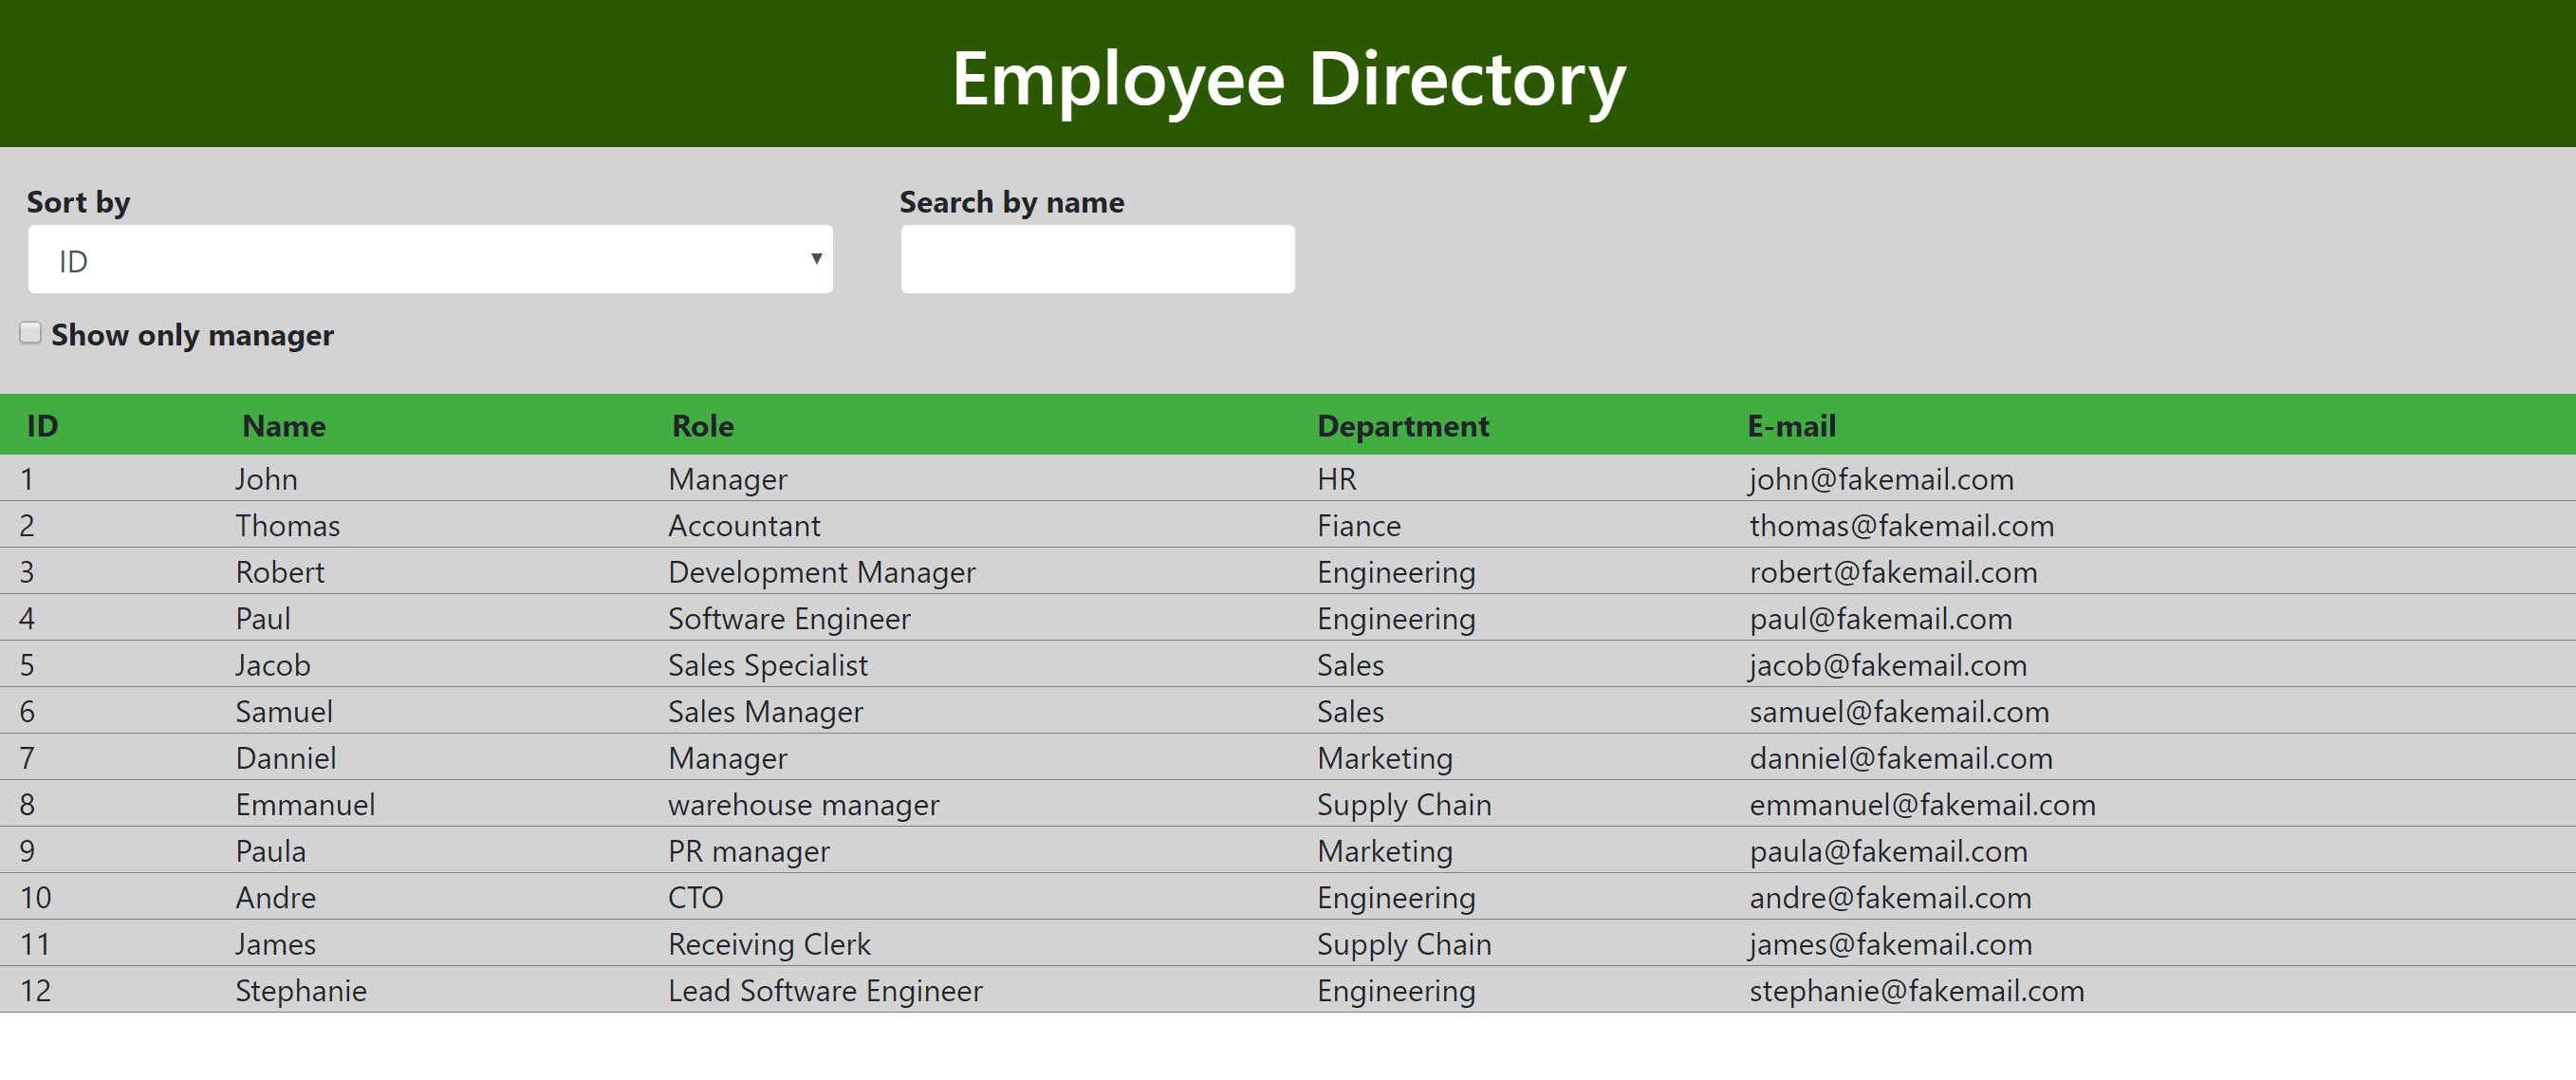 Employee Directory
Sort by Search by name
ID
Show only manager
ID Name Role Department E-mail
1 John Manager HR john@fakemail.com
2 Thomas Accountant Fiance thomas@fakemail.com
3 Robert Development Manager Engineering robert@fakemail.com
4 Paul Software Engineer Engineering paul@fakemail.com
5 Jacob Sales Specialist Sales jacob@fakemail.com
6 Samuel Sales Manager Sales samuel@fakemail.com
7 Danniel Manager Marketing danniel@fakemail.com
8 Emmanuel warehouse manager Supply Chain emmanuel@fakemail.com
9 Paula PR manager Marketing paula@fakemail.com
10 Andre CTO Engineering andre@fakemail.com
11 James Receiving Clerk Supply Chain james@fakemail.com
12 Stephanie Lead Software Engineer Engineering stephanie@fakemail.com